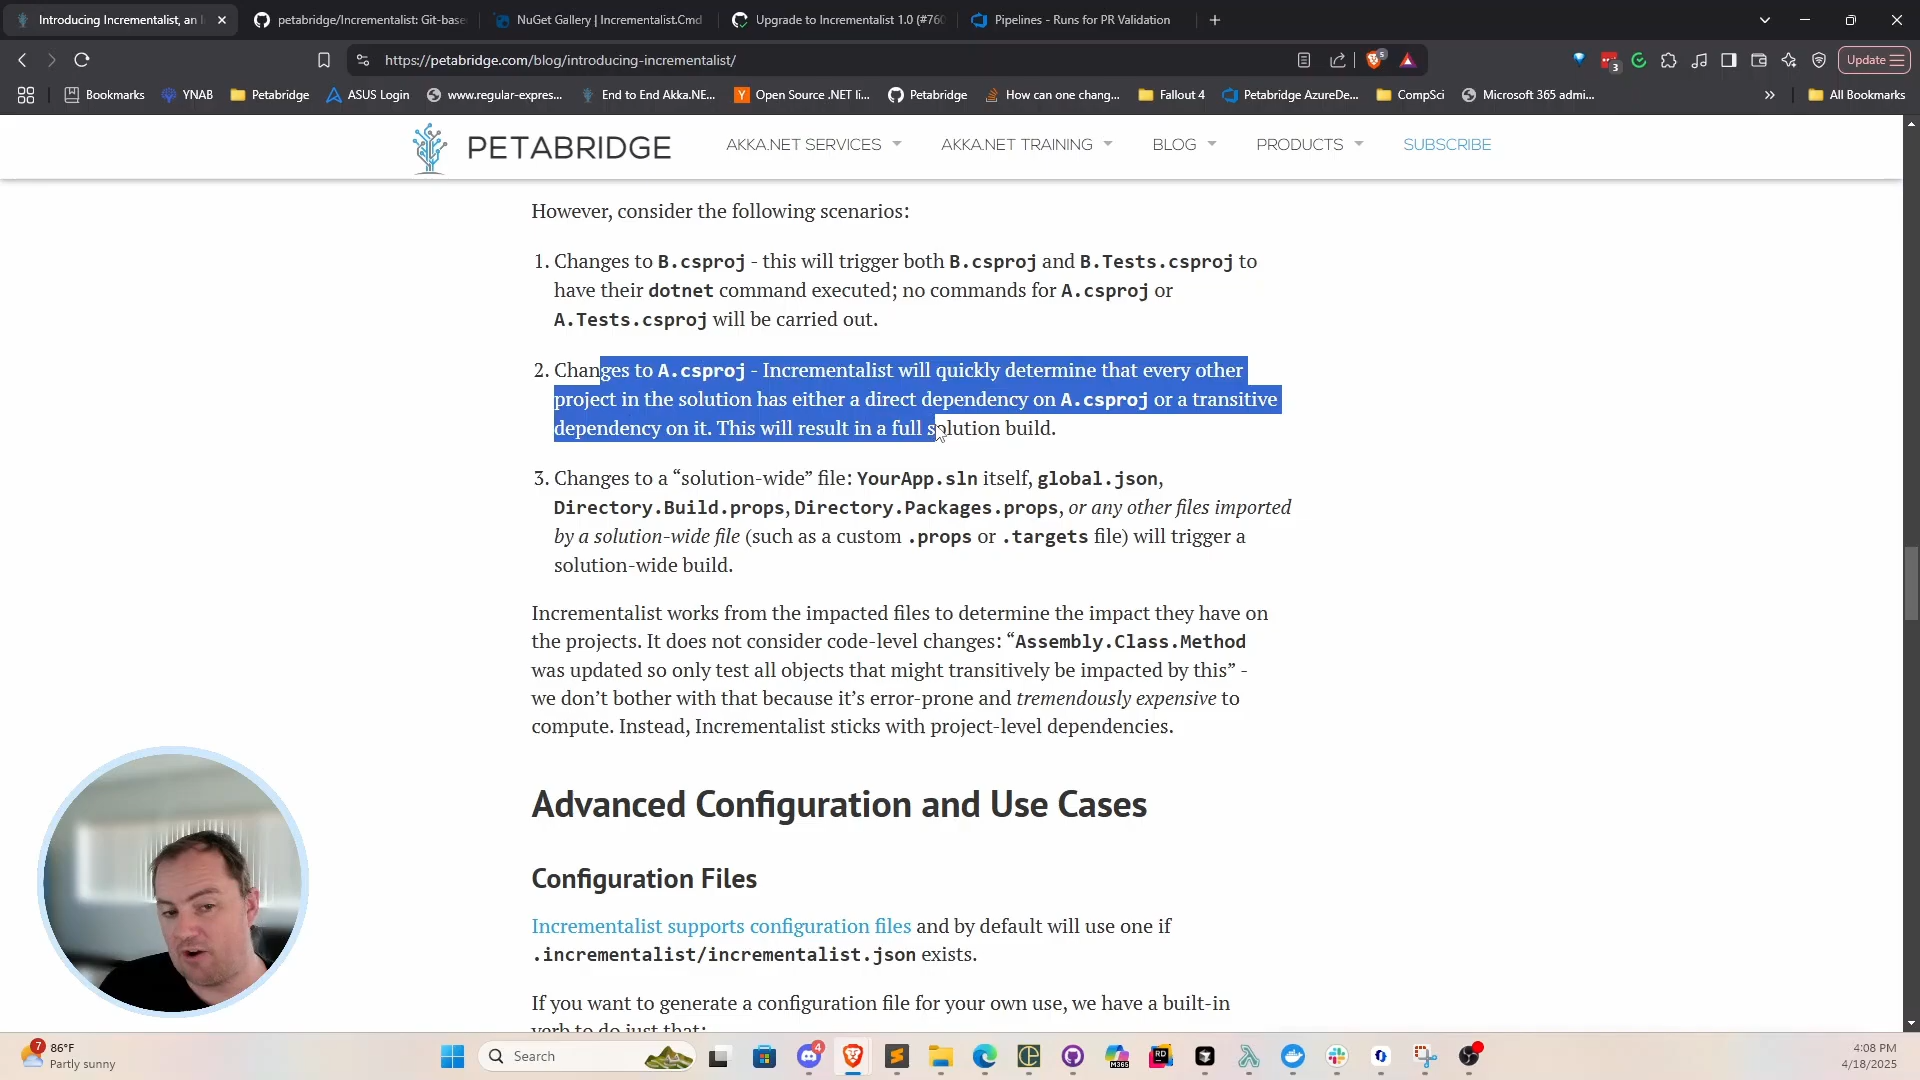 Introducing Incrementalist, an I
petabridge/Incrementalist: Git-base
NuGet Gallery | Incrementalist.Cmd
Upgrade to Incrementalist 1.0 (#760
Pipelines - Runs for PR Validation
https://petabridge.com/blog/introducing-incrementalist/
5
3
Update
Bookmarks
YNAB
Petabridge
ASUS Login
www.regular-expres...
End to End Akka.NE...
Open Source .NET li...
Petabridge
How can one chang...
Fallout 4
Petabridge AzureDe...
CompSci
Microsoft 365 admi...
All Bookmarks
PETABRIDGE
AKKA.NET SERVICES
AKKA.NET TRAINING
BLOG
PRODUCTS
SUBSCRIBE
However, consider the following scenarios:
1. Changes to B.csproj - this will trigger both B.csproj and B.Tests.csproj to
have their dotnet command executed; no commands for A.csproj or
A.Tests.csproj will be carried out.
2. Changes to A.csproj - Incrementalist will quickly determine that every other
project in the solution has either a direct dependency on A.csproj or a transitive
dependency on it. This will result in a full solution build.
3. Changes to a “solution-wide” file: YourApp.sln itself, global.json,
Directory.Build.props, Directory.Packages.props, or any other files imported
by a solution-wide file (such as a custom .props or .targets file) will trigger a
solution-wide build.
Incrementalist works from the impacted files to determine the impact they have on
the projects. It does not consider code-level changes: “Assembly.Class.Method
was updated so only test all objects that might transitively be impacted by this” -
we don’t bother with that because it’s error-prone and tremendously expensive to
compute. Instead, Incrementalist sticks with project-level dependencies.
Advanced Configuration and Use Cases
Configuration Files
Incrementalist supports configuration files and by default will use one if
.incrementalist/incrementalist.json exists.
If you want to generate a configuration file for your own use, we have a built-in
verb to do just that:
7
86°F
Partly sunny
Search
4
M365
RD
4:08 PM
4/18/2025